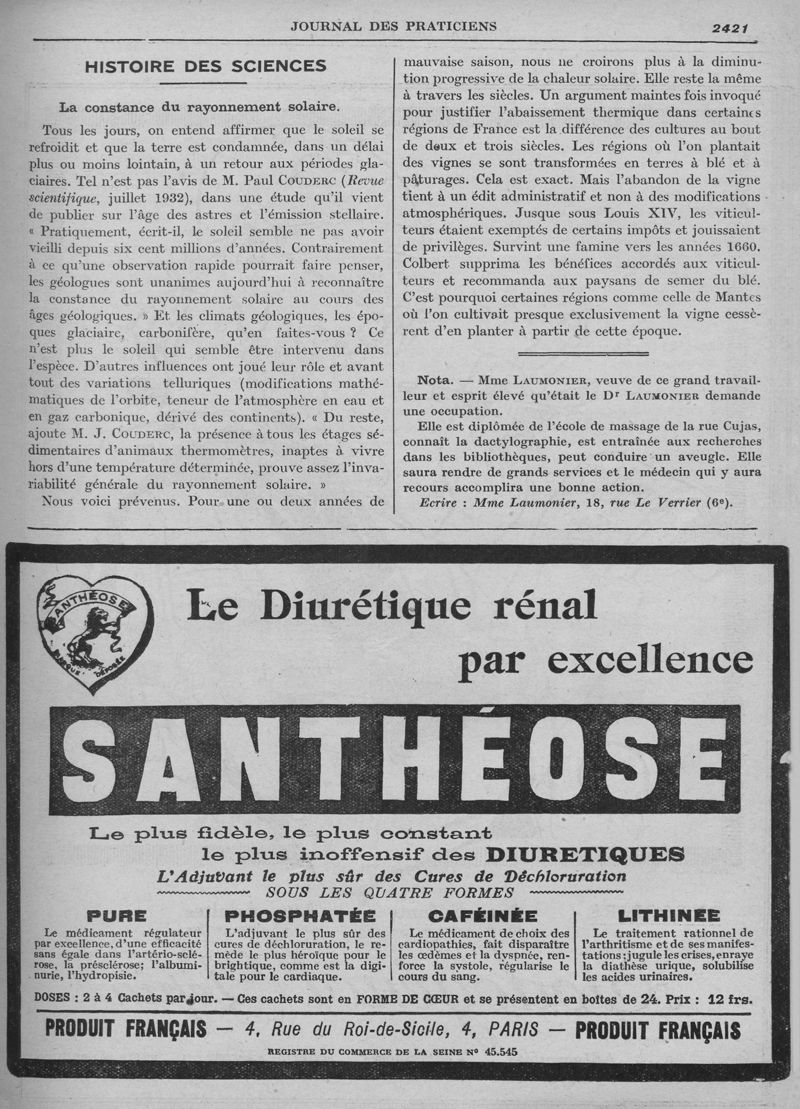 JOURNAL DES PRATICIENS
2421
HISTOIRE DES SCIENCES
La constance du rayonnement solaire.
Tous les jours, on entend affirmer que le soleil se
refroidit et que la terre est condamnée, dans un délai
plus ou moins lointain, à un retour aux périodes gla-
ciaires. Tel n'est pas l'avis de M. Paul COUDERC (Revue
scientifique, juillet 1932), dans une étude qu'il vient
de publier sur l'âge des astres et l'émission stellaire.
« Pratiquement, écrit-il, le soleil semble ne pas avoir
vieilli depuis six cent millions d'années. Contrairement
à ce qu'une observation rapide pourrait faire penser,
les géologues sont unanimes aujourd'hui à reconnaître
la constance du rayonnement solaire au cours des
âges géologiques. » Et les climats géologiques, les épo-
ques glaciaire, carbonifère, qu'en faites-vous ? Ce
n'est plus le soleil qui semble être intervenu dans
l'espèce. D'autres influences ont joué leur rôle et avant
tout des variations telluriques (modifications mathé-
matiques de l'orbite, teneur de l'atmosphère en eau et
en gaz carbonique, dérivé des continents). « Du reste,
ajoute M. J. COUDERC, la présence à tous les étages sé-
dimentaires d'animaux thermomètres, inaptes à vivre
hors d'une température déterminée, prouve assez l'inva-
riabilité générale du rayonnement solaire. »
Nous voici prévenus. Pour une ou deux années de
mauvaise saison, nous ne croirons plus à la diminu-
tion progressive de la chaleur solaire. Elle reste la même
à travers les siècles. Un argument maintes fois invoqué
pour justifier l'abaissement thermique dans certaines
régions de France est la différence des cultures au bout
de deux et trois siècles. Les régions où l'on plantait
des vignes se sont transformées en terres à blé et à
pâturages. Cela est exact. Mais l'abandon de la vigne
tient à un édit administratif et non à des modifications
atmosphériques. Jusque sous Louis XIV, les viticul-
teurs étaient exemptés de certains impôts et jouissaient
de privilèges. Survint une famine vers les années 1660.
Colbert supprima les bénéfices accordés aux viticul-
teurs et recommanda aux paysans de semer du blé.
C'est pourquoi certaines régions comme celle de Mantes
où l'on cultivait presque exclusivement la vigne cessè-
rent d'en planter à partir de cette époque.
Nota. — Mme LAUMONIER, veuve de ce grand travail-
leur et esprit élevé qu'était le Dr LAUMONIER demande
une occupation.
Elle est diplômée de l'école de massage de la rue Cujas,
connaît la dactylographie, est entraînée aux recherches
dans les bibliothèques, peut conduire un aveugle. Elle
saura rendre de grands services et le médecin qui y aura
recours accomplira une bonne action.
Ecrire : Mme Laumonier, 18, rue Le Verrier (6e).
SANTHÉOSE
MARQUE DÉPOSÉE
Le Diurétique rénal
par excellence
SANTHÉOSE
Le plus fidèle, le plus constant
le plus inoffensif des DIURETIQUES
L'Adjuvant le plus sûr des Cures de Déchloruration
SOUS LES QUATRE FORMES
PURE
Le médicament régulateur
par excellence, d'une efficacité
sans égale dans l'artério-sclé-
rose, la présclérose; l'albumi-
nurie, l'hydropisie.
PHOSPHATÉE
L'adjuvant le plus sûr des
cures de déchloruration, le re-
mède le plus héroïque pour le
brightique, comme est la digi-
tale pour le cardiaque.
CAFÉINÉE
Le médicament de choix des
cardiopathies, fait disparaître
les œdèmes et la dyspnée, ren-
force la systole, régularise le
cours du sang.
LITHINEE
Le traitement rationnel de
l'arthritisme et de ses manifes-
tations; jugule les crises, enraye
la diathèse urique, solubilise
les acides urinaires.
DOSES : 2 à 4 Cachets par jour. — Ces cachets sont en FORME DE CŒUR et se présentent en boîtes de 24. Prix : 12 frs.
PRODUIT FRANÇAIS — 4, Rue du Roi-de-Sicile, 4, PARIS — PRODUIT FRANÇAIS
REGISTRE DU COMMERCE DE LA SEINE Nº 45.545